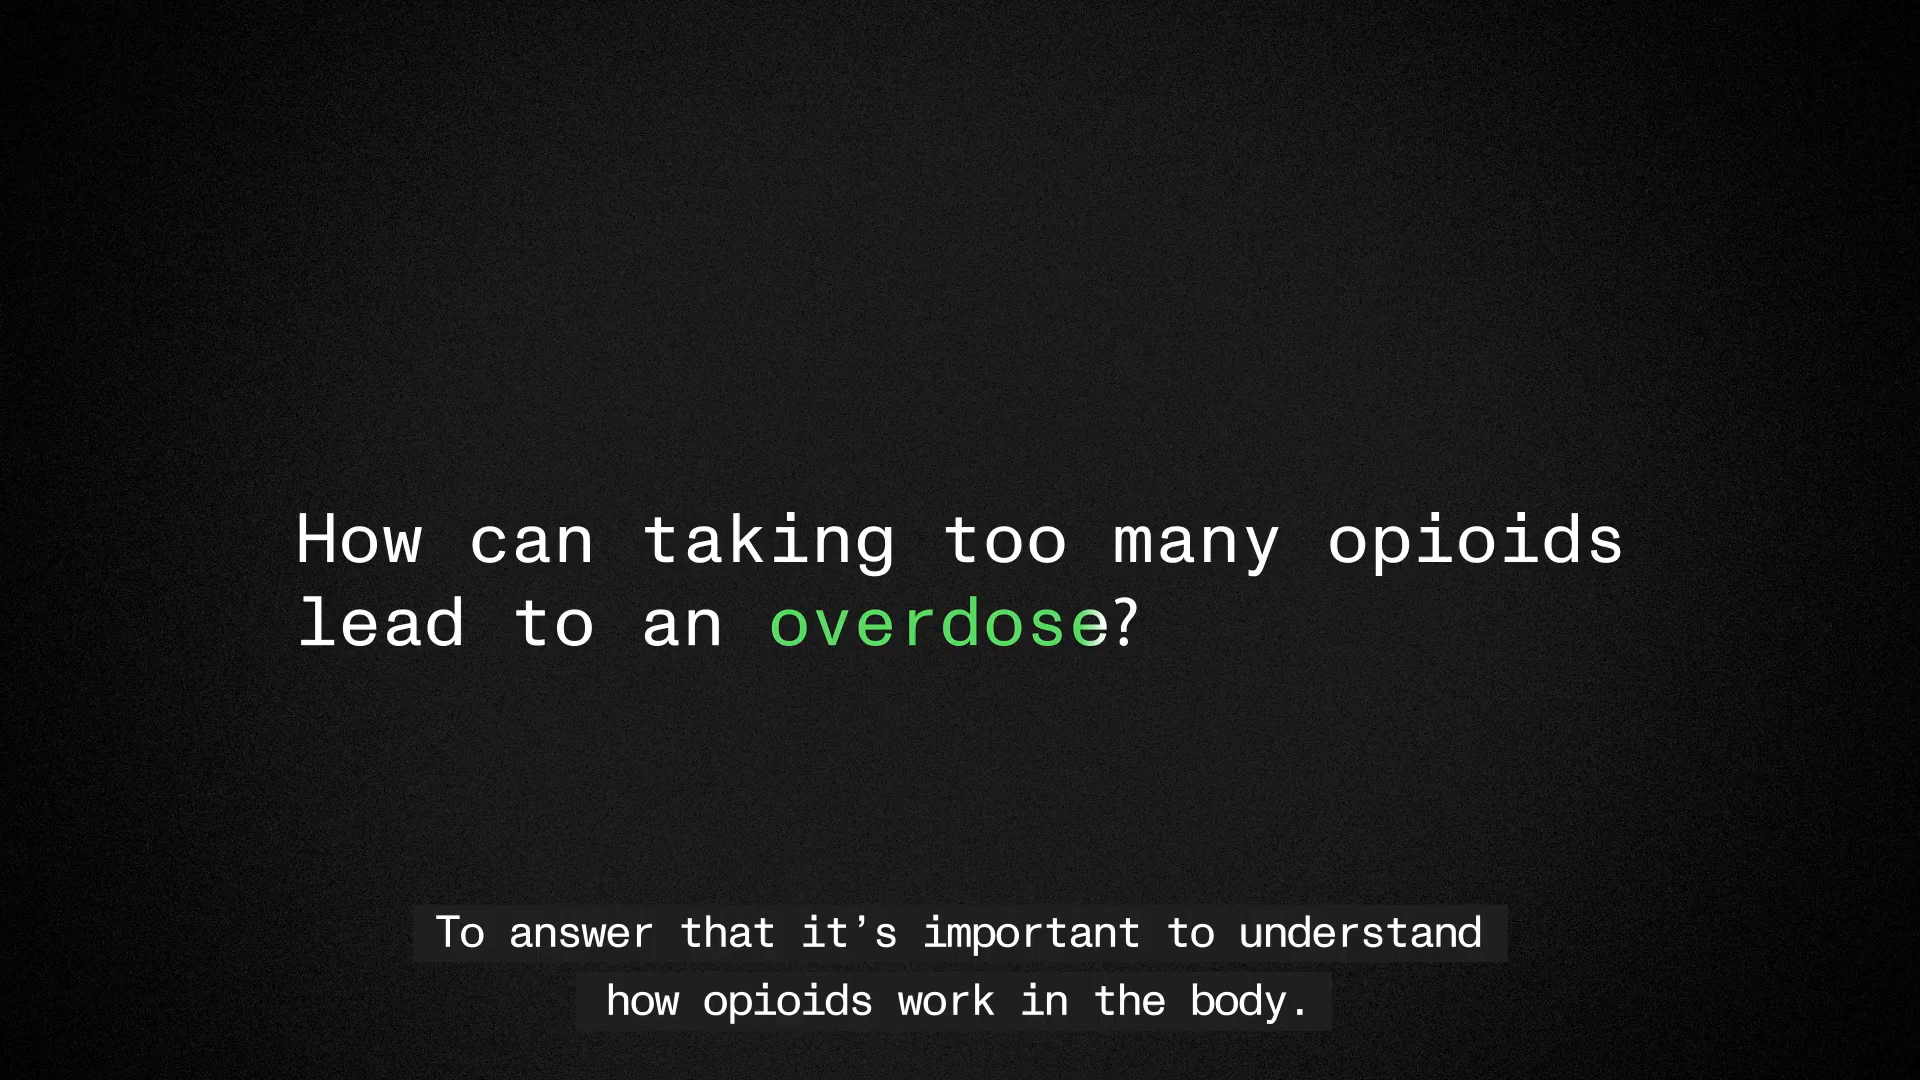 How can taking too many opioids
lead to an overdose?
To answer that it’s important to understand
how opioids work in the body.